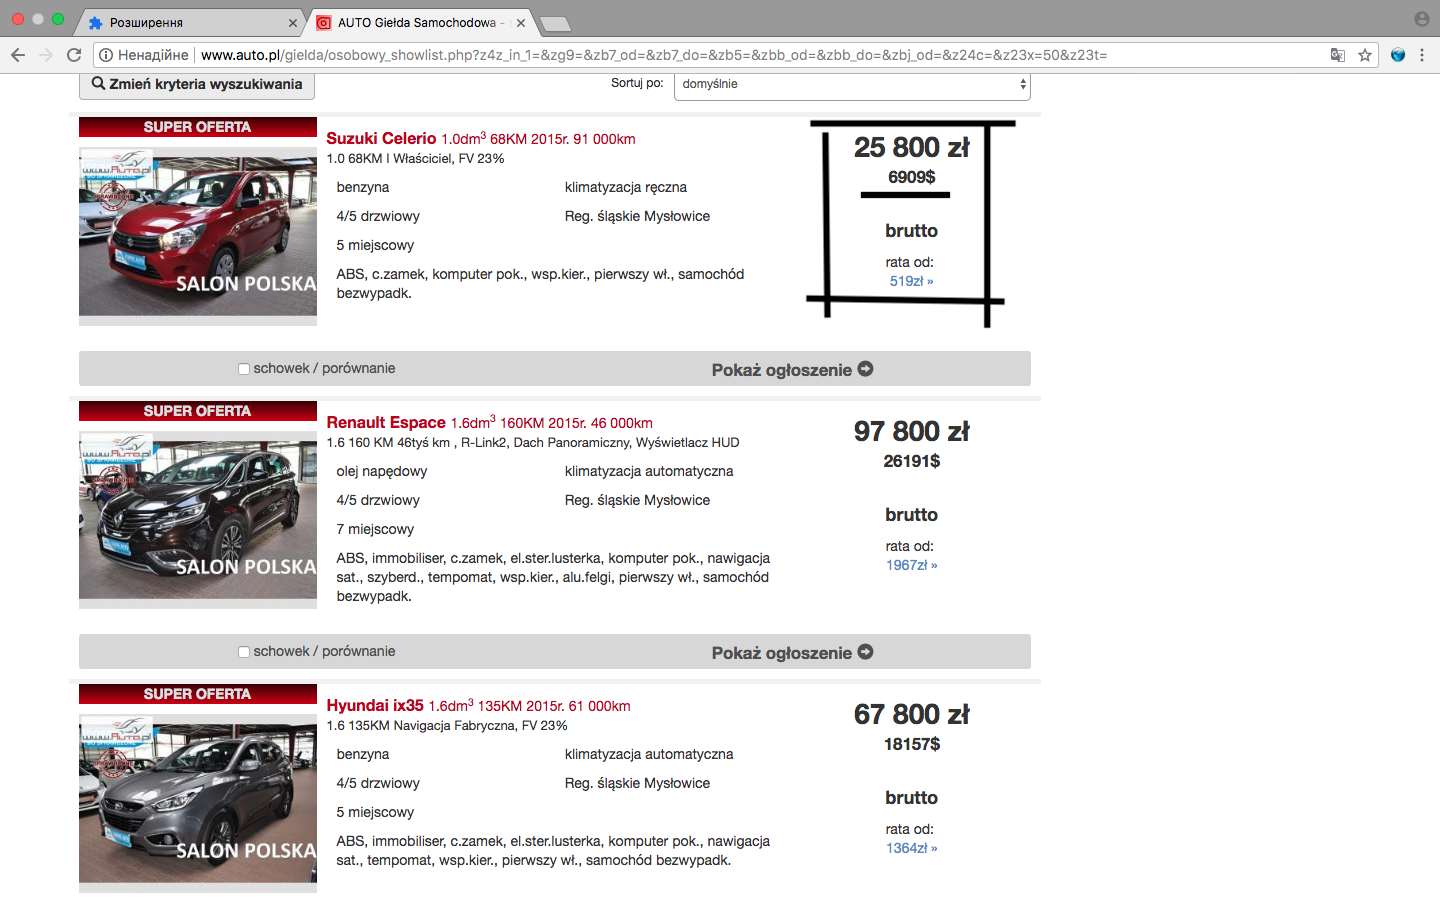 Розширення
AUTO Giełda Samochodowa -
Ненадійне
www.auto.pl/gielda/osobowy_showlist.php?z4z_in_1=&zg9=&zb7_od=&zb7_do=&zb5=&zbb_od=&zbb_do=&zbj_od=&z24c=&z23x=50&z23t=
Zmień kryteria wyszukiwania
Sortuj po:
domyślnie
SUPER OFERTA
Suzuki Celerio 1.0dm³ 68KM 2015r. 91 000km
1.0 68KM I Właściciel, FV 23%
benzyna
klimatyzacja ręczna
4/5 drzwiowy
Reg. śląskie Mysłowice
5 miejscowy
ABS, c.zamek, komputer pok., wsp.kier., pierwszy wł., samochód
bezwypadk.
25 800 zł
6909$
brutto
rata od:
519zł »
www.Auto.pl
SALON POLSKA
schowek / porównanie
Pokaż ogłoszenie
SUPER OFERTA
Renault Espace 1.6dm³ 160KM 2015r. 46 000km
1.6 160 KM 46tyś km , R-Link2, Dach Panoramiczny, Wyświetlacz HUD
olej napędowy
klimatyzacja automatyczna
4/5 drzwiowy
Reg. śląskie Mysłowice
7 miejscowy
ABS, immobiliser, c.zamek, el.ster.lusterka, komputer pok., nawigacja
sat., szyberd., tempomat, wsp.kier., alu.felgi, pierwszy wł., samochód
bezwypadk.
97 800 zł
26191$
brutto
rata od:
1967zł »
www.Auto.pl
SALON POLSKA
schowek / porównanie
Pokaż ogłoszenie
SUPER OFERTA
Hyundai ix35 1.6dm³ 135KM 2015r. 61 000km
1.6 135KM Navigacja Fabryczna, FV 23%
benzyna
klimatyzacja automatyczna
4/5 drzwiowy
Reg. śląskie Mysłowice
5 miejscowy
ABS, immobiliser, c.zamek, el.ster.lusterka, komputer pok., nawigacja
sat., tempomat, wsp.kier., pierwszy wł., samochód bezwypadk.
67 800 zł
18157$
brutto
rata od:
1364zł »
www.Auto.pl
SALON POLSKA